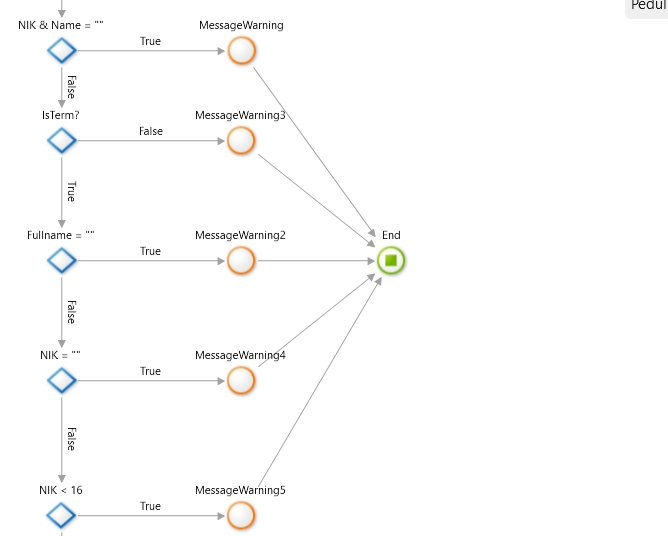 Pedul
NIK & Name = ""
True
MessageWarning
False
IsTerm?
False
MessageWarning3
True
Fullname = ""
True
MessageWarning2
End
False
NIK = ""
True
MessageWarning4
False
NIK < 16
True
MessageWarning5